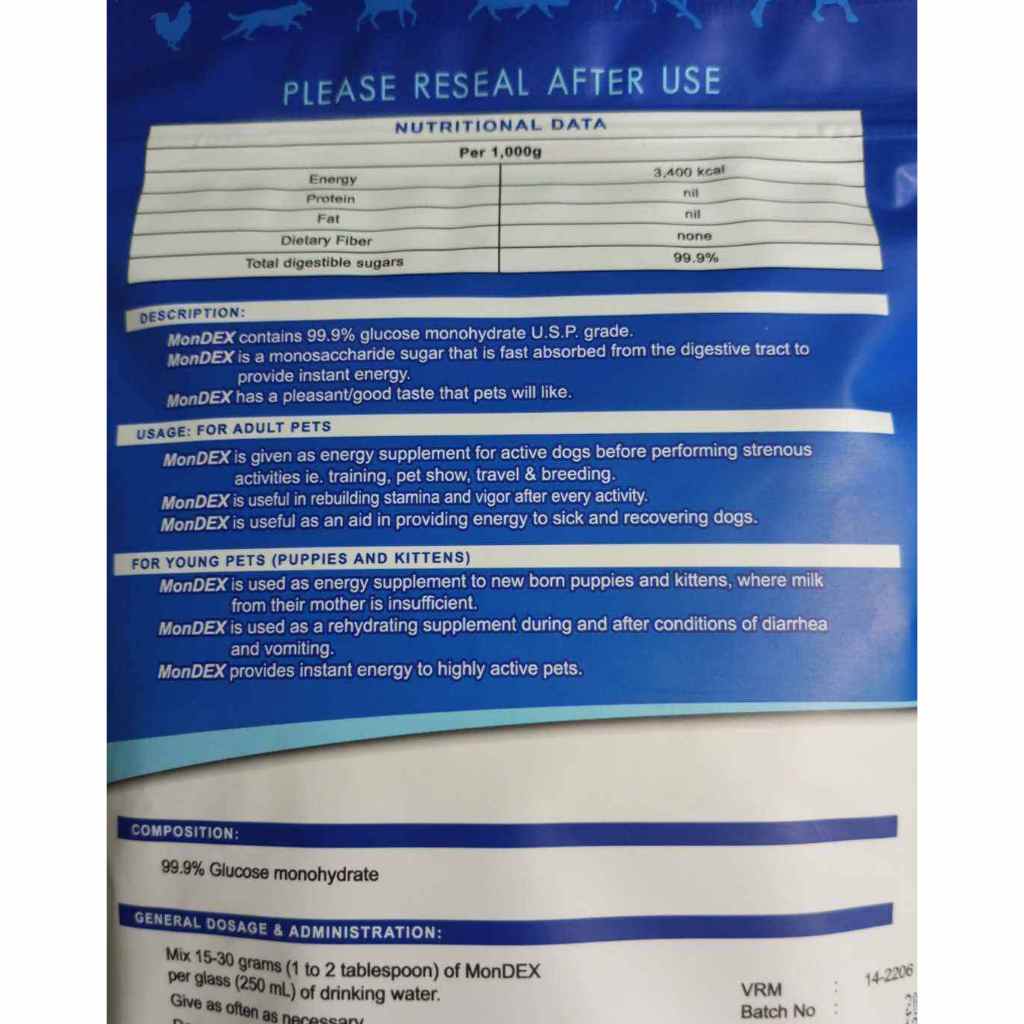 PLEASE RESEAL AFTER USE
NUTRITIONAL DATA
Per 1,000g
Energy 3,400 kcal
Protein nil
Fat nil
Dietary Fiber none
Total digestible sugars 99.9%
DESCRIPTION:
MonDEX contains 99.9% glucose monohydrate U.S.P. grade.
MonDEX is a monosaccharide sugar that is fast absorbed from the digestive tract to
provide instant energy.
MonDEX has a pleasant/good taste that pets will like.
USAGE: FOR ADULT PETS
MonDEX is given as energy supplement for active dogs before performing strenous
activities ie. training, pet show, travel & breeding.
MonDEX is useful in rebuilding stamina and vigor after every activity.
MonDEX is useful as an aid in providing energy to sick and recovering dogs.
FOR YOUNG PETS (PUPPIES AND KITTENS)
MonDEX is used as energy supplement to new born puppies and kittens, where milk
from their mother is insufficient.
MonDEX is used as a rehydrating supplement during and after conditions of diarrhea
and vomiting.
MonDEX provides instant energy to highly active pets.
COMPOSITION:
99.9% Glucose monohydrate
GENERAL DOSAGE & ADMINISTRATION:
Mix 15-30 grams (1 to 2 tablespoon) of MonDEX
per glass (250 mL) of drinking water.
Give as often as necessary
VRM : 14-2206
Batch No :